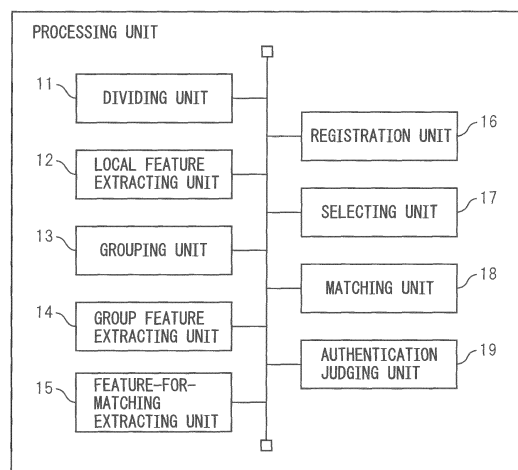 PROCESSING UNIT
11
DIVIDING UNIT
12
LOCAL FEATURE
EXTRACTING UNIT
13
GROUPING UNIT
14
GROUP FEATURE
EXTRACTING UNIT
15
FEATURE-FOR-
MATCHING
EXTRACTING UNIT
REGISTRATION UNIT
16
SELECTING UNIT
17
MATCHING UNIT
18
AUTHENTICATION
JUDGING UNIT
19